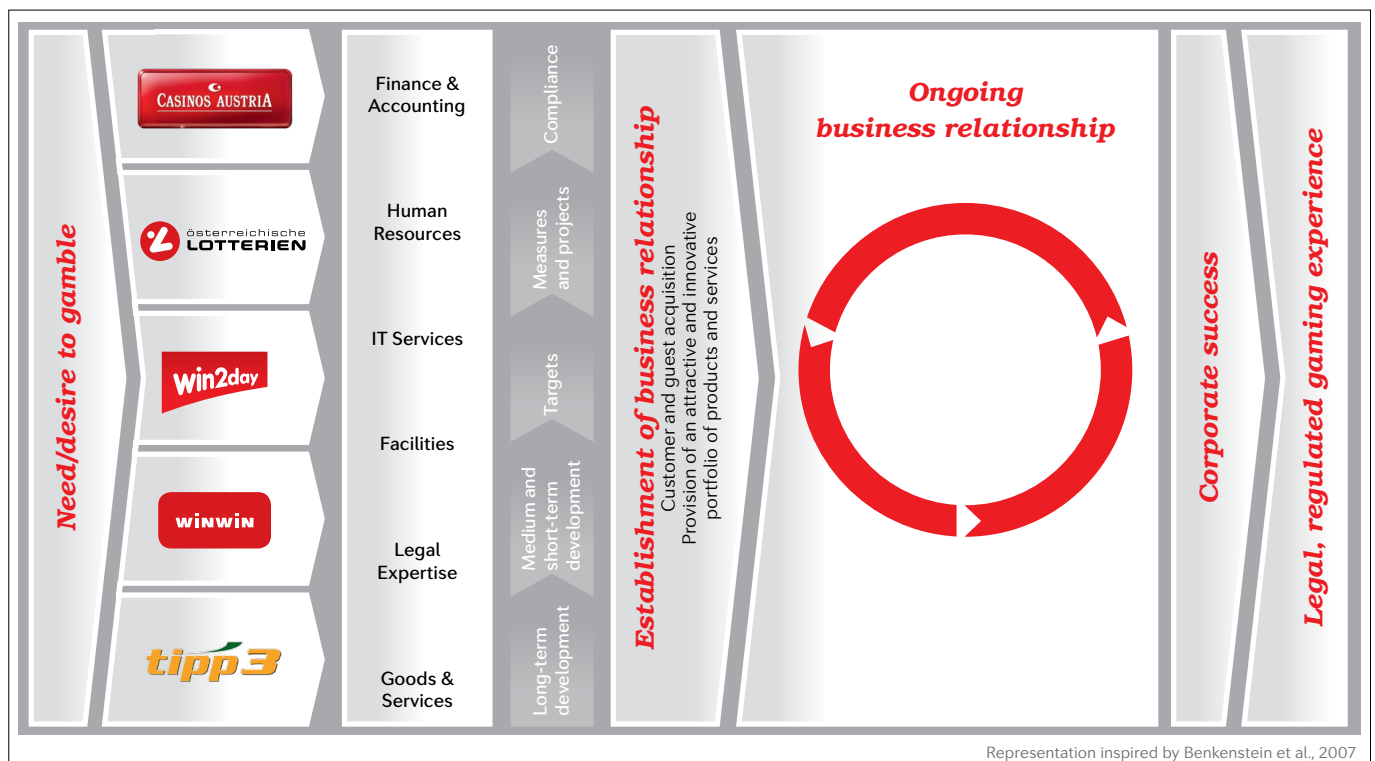 Need/desire to gamble
CASINOS AUSTRIA
österreichische
LOTTERIEN
win2day
WINWIN
tipp3
Finance &
Accounting
Human
Resources
IT Services
Facilities
Legal
Expertise
Goods &
Services
Compliance
Measures
and projects
Targets
Medium and
short-term
development
Long-term
development
Establishment of business relationship
Customer and guest acquisition
Provision of an attractive and innovative
portfolio of products and services
Ongoing
business relationship
Corporate success
Legal, regulated gaming experience
Representation inspired by Benkenstein et al., 2007